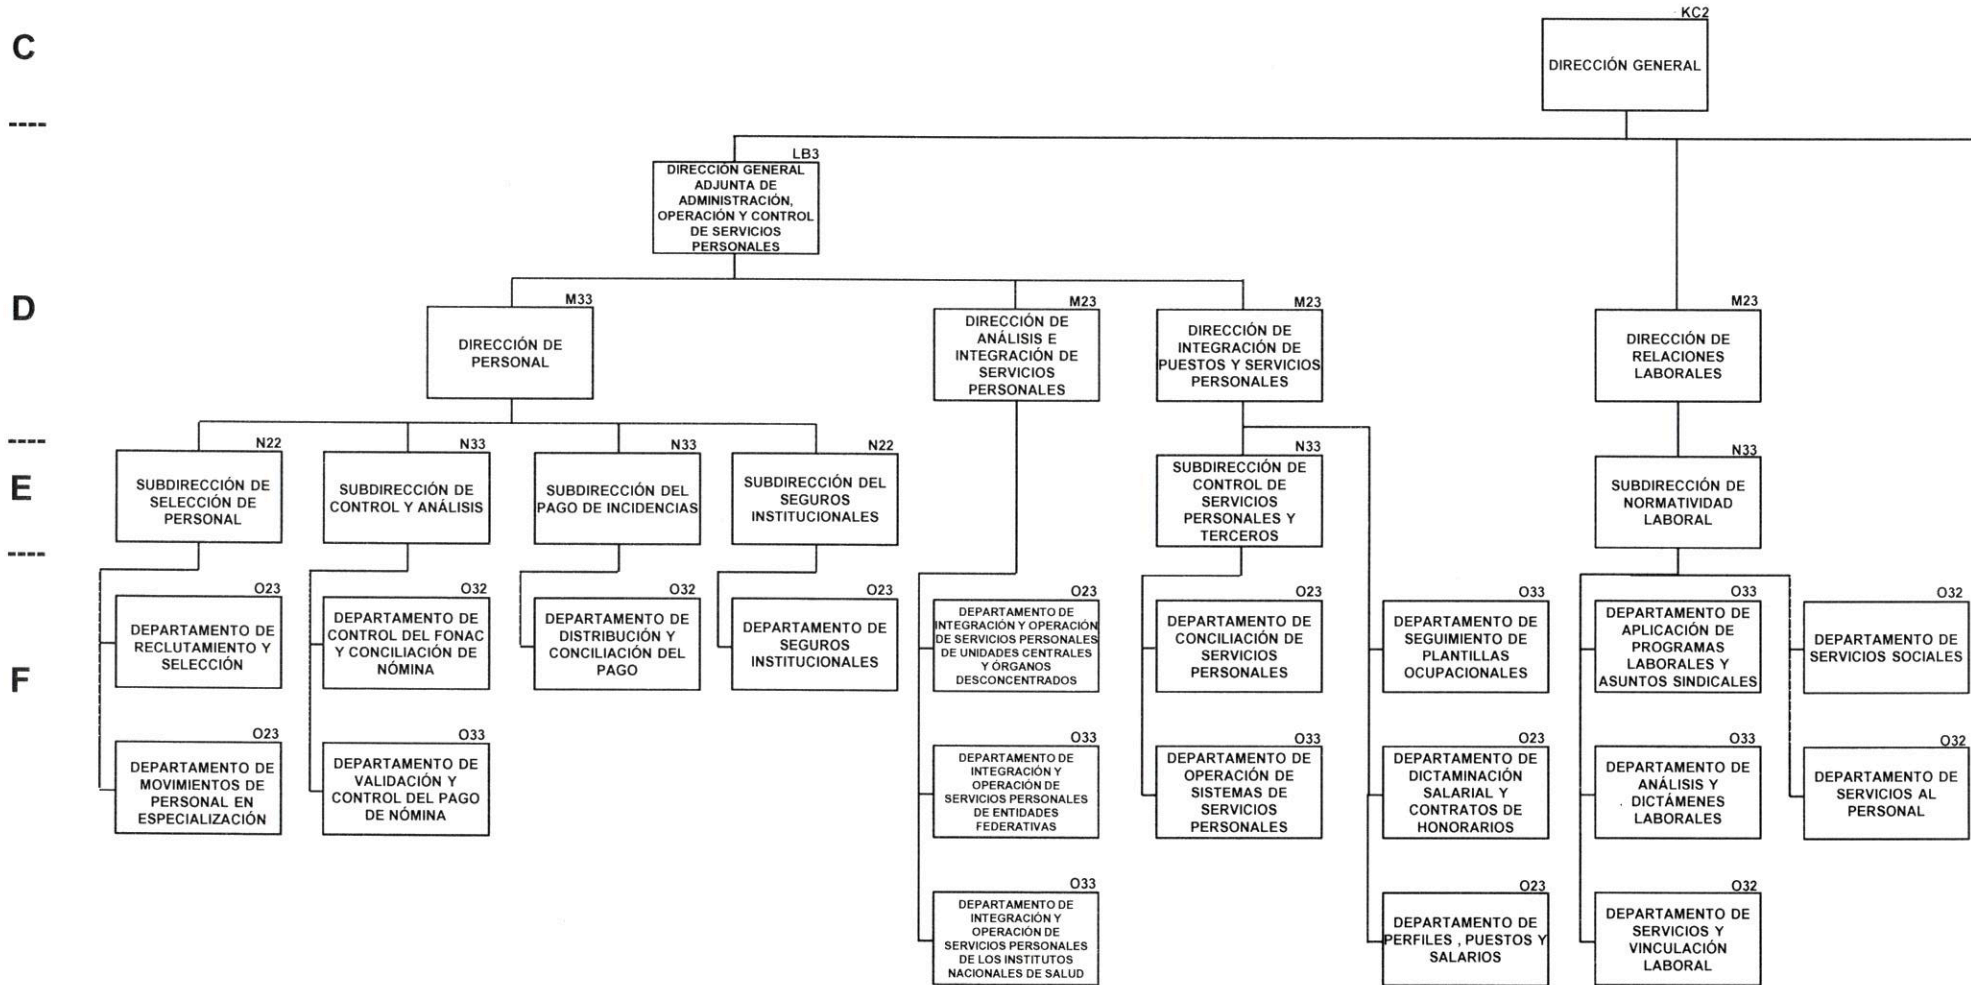 C
KC2
DIRECCIÓN GENERAL
----
LB3
DIRECCIÓN GENERAL
ADJUNTA DE
ADMINISTRACIÓN,
OPERACIÓN Y CONTROL
DE SERVICIOS
PERSONALES
D
M33
DIRECCIÓN DE
PERSONAL
M23
DIRECCIÓN DE
ANÁLISIS E
INTEGRACIÓN DE
SERVICIOS
PERSONALES
M23
DIRECCIÓN DE
INTEGRACIÓN DE
PUESTOS Y SERVICIOS
PERSONALES
M23
DIRECCIÓN DE
RELACIONES
LABORALES
----
E
N22
SUBDIRECCIÓN DE
SELECCIÓN DE
PERSONAL
N33
SUBDIRECCIÓN DE
CONTROL Y ANÁLISIS
N33
SUBDIRECCIÓN DEL
PAGO DE INCIDENCIAS
N22
SUBDIRECCIÓN DEL
SEGUROS
INSTITUCIONALES
N33
SUBDIRECCIÓN DE
CONTROL DE
SERVICIOS
PERSONALES Y
TERCEROS
N33
SUBDIRECCIÓN DE
NORMATIVIDAD
LABORAL
----
F
O23
DEPARTAMENTO DE
RECLUTAMIENTO Y
SELECCIÓN
O32
DEPARTAMENTO DE
CONTROL DEL FONAC
Y CONCILIACIÓN DE
NÓMINA
O32
DEPARTAMENTO DE
DISTRIBUCIÓN Y
CONCILIACIÓN DEL
PAGO
O23
DEPARTAMENTO DE
SEGUROS
INSTITUCIONALES
O23
DEPARTAMENTO DE
INTEGRACIÓN Y OPERACIÓN
DE SERVICIOS PERSONALES
DE UNIDADES CENTRALES
Y ÓRGANOS
DESCONCENTRADOS
O23
DEPARTAMENTO DE
CONCILIACIÓN DE
SERVICIOS
PERSONALES
O33
DEPARTAMENTO DE
SEGUIMIENTO DE
PLANTILLAS
OCUPACIONALES
O33
DEPARTAMENTO DE
APLICACIÓN DE
PROGRAMAS
LABORALES Y
ASUNTOS SINDICALES
O32
DEPARTAMENTO DE
SERVICIOS SOCIALES
O23
DEPARTAMENTO DE
MOVIMIENTOS DE
PERSONAL EN
ESPECIALIZACIÓN
O33
DEPARTAMENTO DE
VALIDACIÓN Y
CONTROL DEL PAGO
DE NÓMINA
O33
DEPARTAMENTO DE
INTEGRACIÓN Y
OPERACIÓN DE
SERVICIOS PERSONALES
DE ENTIDADES
FEDERATIVAS
O33
DEPARTAMENTO DE
OPERACIÓN DE
SISTEMAS DE
SERVICIOS
PERSONALES
O23
DEPARTAMENTO DE
DICTAMINACIÓN
SALARIAL Y
CONTRATOS DE
HONORARIOS
O33
DEPARTAMENTO DE
ANÁLISIS Y
DICTÁMENES
LABORALES
O32
DEPARTAMENTO DE
SERVICIOS AL
PERSONAL
O33
DEPARTAMENTO DE
INTEGRACIÓN Y
OPERACIÓN DE
SERVICIOS PERSONALES
DE LOS INSTITUTOS
NACIONALES DE SALUD
O23
DEPARTAMENTO DE
PERFILES , PUESTOS Y
SALARIOS
O32
DEPARTAMENTO DE
SERVICIOS Y
VINCULACIÓN
LABORAL